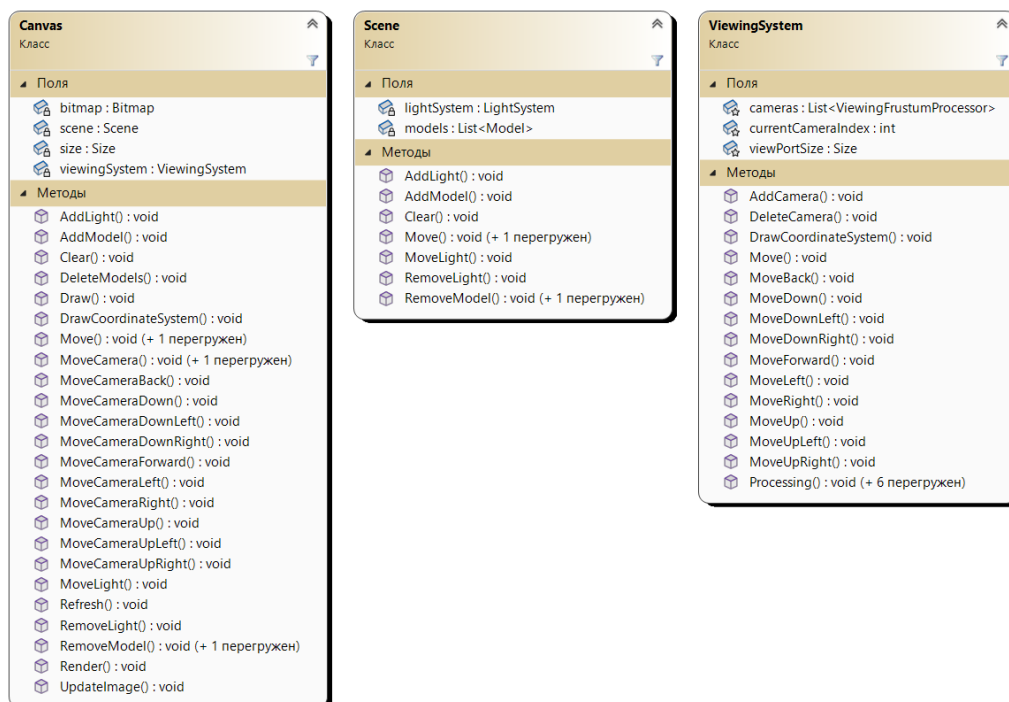 Canvas
Класс
Поля
bitmap : Bitmap
scene : Scene
size : Size
viewingSystem : ViewingSystem
Методы
AddLight() : void
AddModel() : void
Clear() : void
DeleteModels() : void
Draw() : void
DrawCoordinateSystem() : void
Move() : void (+ 1 перегружен)
MoveCamera() : void (+ 1 перегружен)
MoveCameraBack() : void
MoveCameraDown() : void
MoveCameraDownLeft() : void
MoveCameraDownRight() : void
MoveCameraForward() : void
MoveCameraLeft() : void
MoveCameraRight() : void
MoveCameraUp() : void
MoveCameraUpLeft() : void
MoveCameraUpRight() : void
MoveLight() : void
Refresh() : void
RemoveLight() : void
RemoveModel() : void (+ 1 перегружен)
Render() : void
UpdateImage() : void
Scene
Класс
Поля
lightSystem : LightSystem
models : List<Model>
Методы
AddLight() : void
AddModel() : void
Clear() : void
Move() : void (+ 1 перегружен)
MoveLight() : void
RemoveLight() : void
RemoveModel() : void (+ 1 перегружен)
ViewingSystem
Класс
Поля
cameras : List<ViewingFrustumProcessor>
currentCameraIndex : int
viewPortSize : Size
Методы
AddCamera() : void
DeleteCamera() : void
DrawCoordinateSystem() : void
Move() : void
MoveBack() : void
MoveDown() : void
MoveDownLeft() : void
MoveDownRight() : void
MoveForward() : void
MoveLeft() : void
MoveRight() : void
MoveUp() : void
MoveUpLeft() : void
MoveUpRight() : void
Processing() : void (+ 6 перегружен)